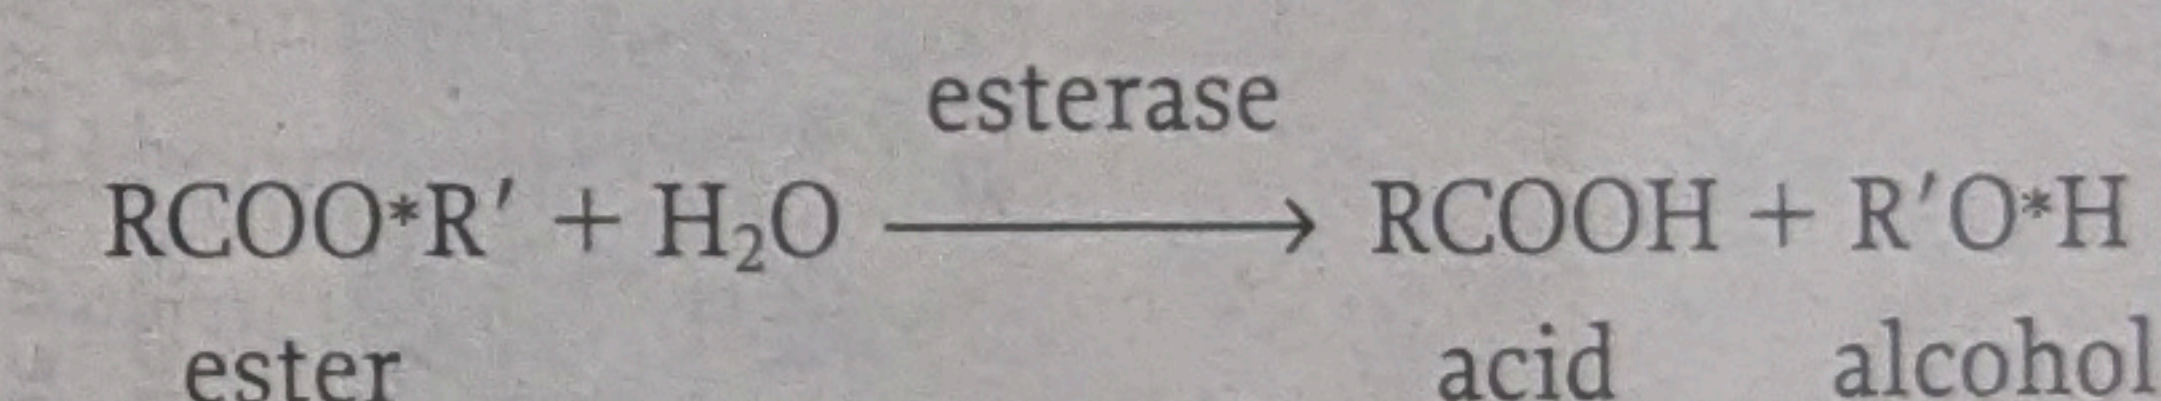 esterase
RCOO*R′ + H₂O ⟶ RCOOH + R′O*H
ester acid alcohol